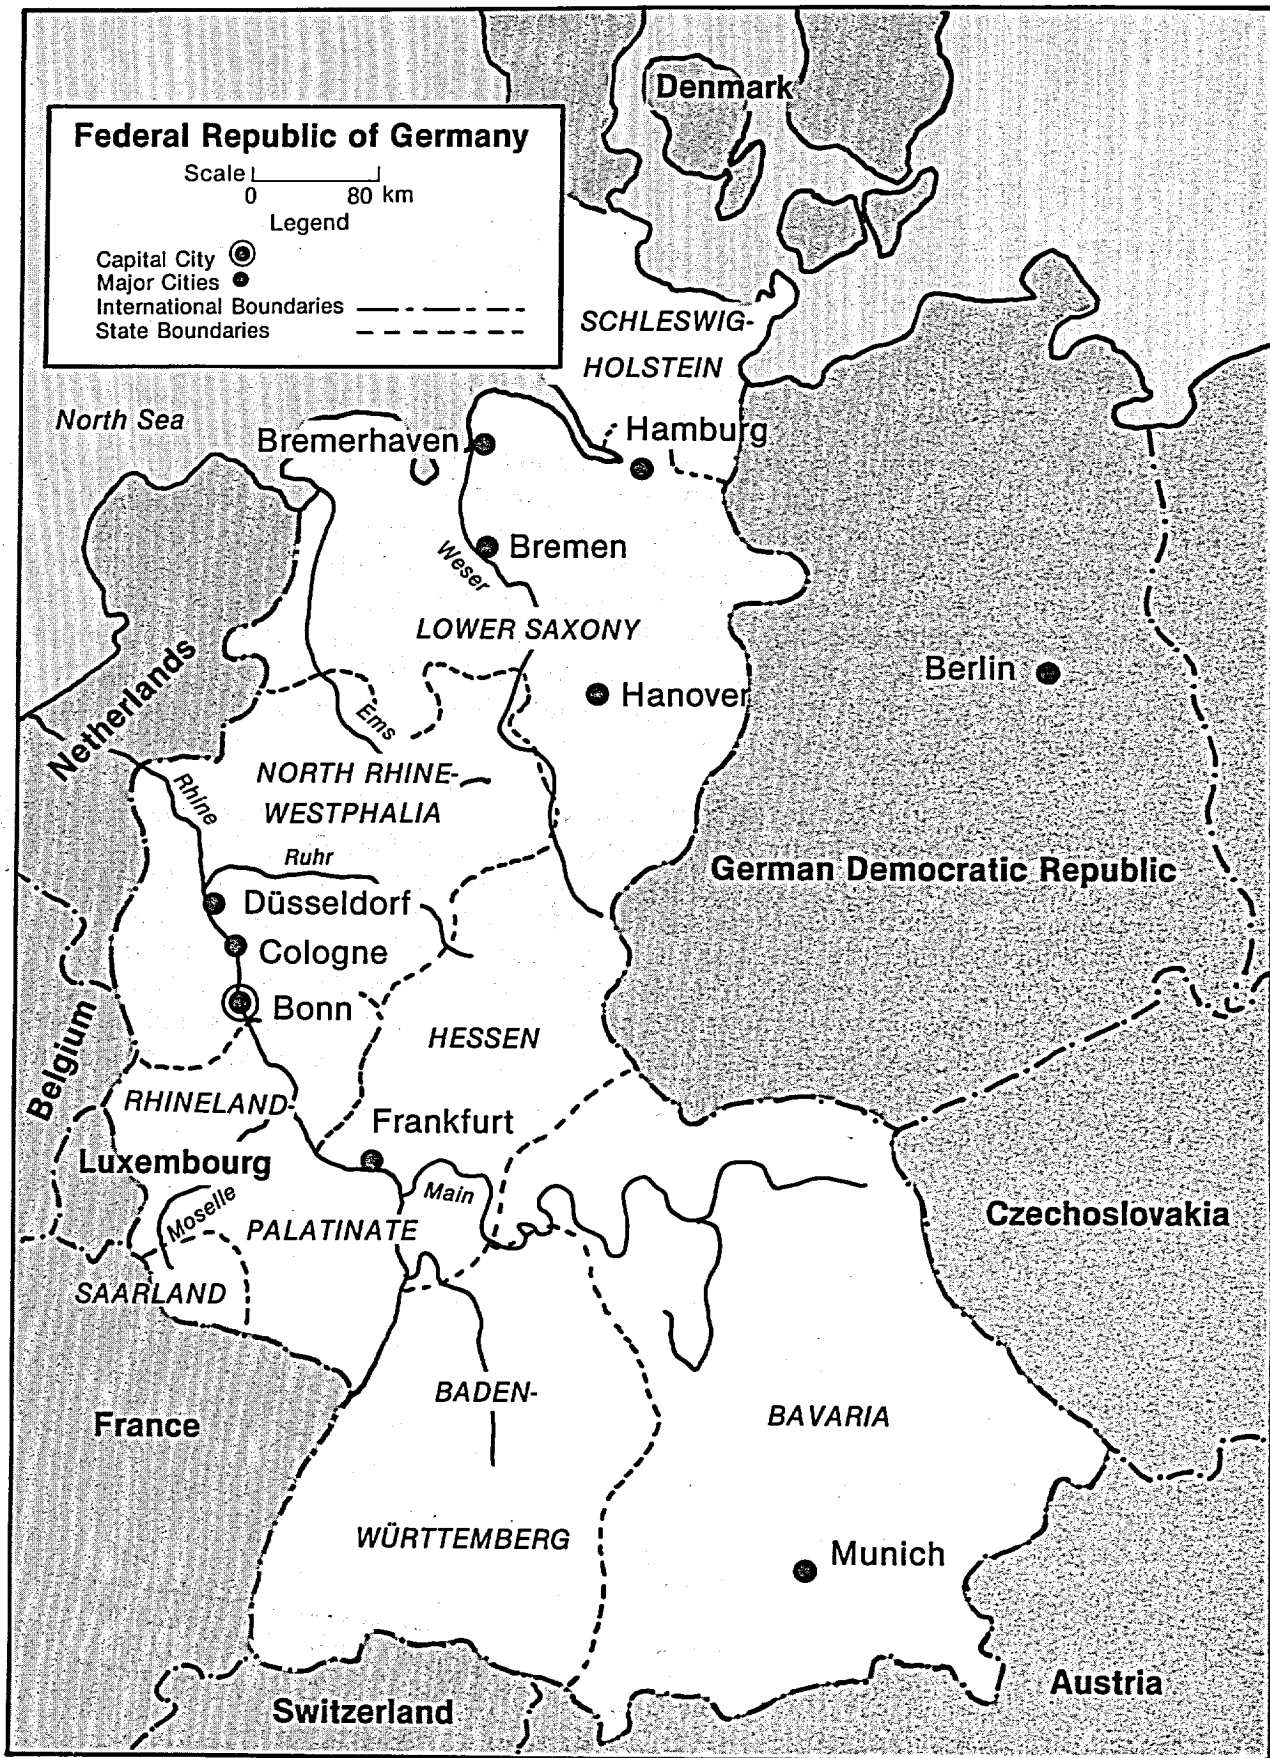 Denmark
Federal Republic of Germany
Scale
0 80 km
Legend
Capital City
Major Cities
International Boundaries
State Boundaries
SCHLESWIG-
HOLSTEIN
North Sea
Bremerhaven
Hamburg
Bremen
Weser
LOWER SAXONY
Netherlands
Berlin
Hanover
Ems
NORTH RHINE-
WESTPHALIA
Rhine
Ruhr
German Democratic Republic
Düsseldorf
Cologne
Bonn
Belgium
HESSEN
RHINELAND-
Frankfurt
Luxembourg
Moselle
Main
PALATINATE
Czechoslovakia
SAARLAND
BADEN-
France
BAVARIA
WÜRTTEMBERG
Munich
Austria
Switzerland